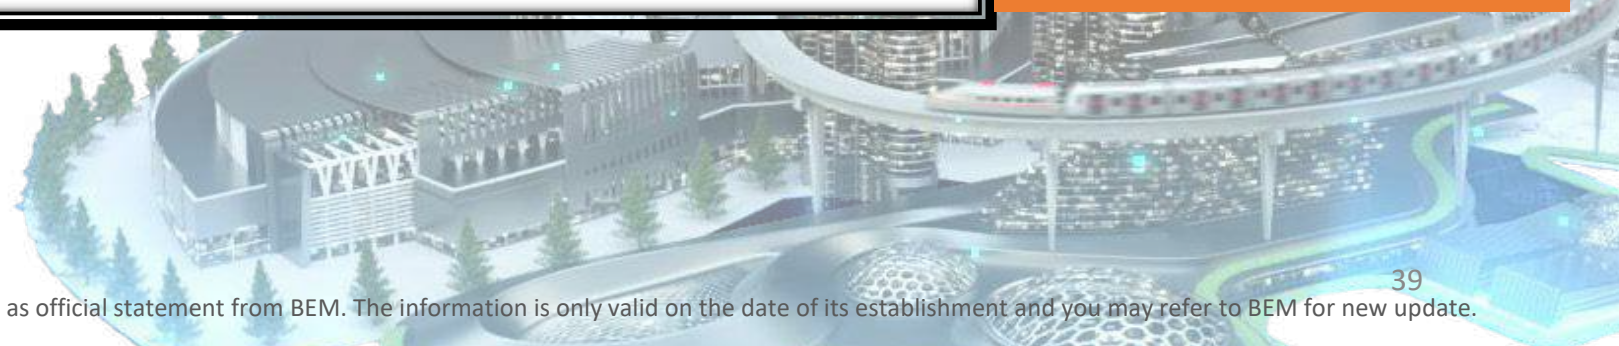 39
as official statement from BEM. The information is only valid on the date of its establishment and you may refer to BEM for new update.